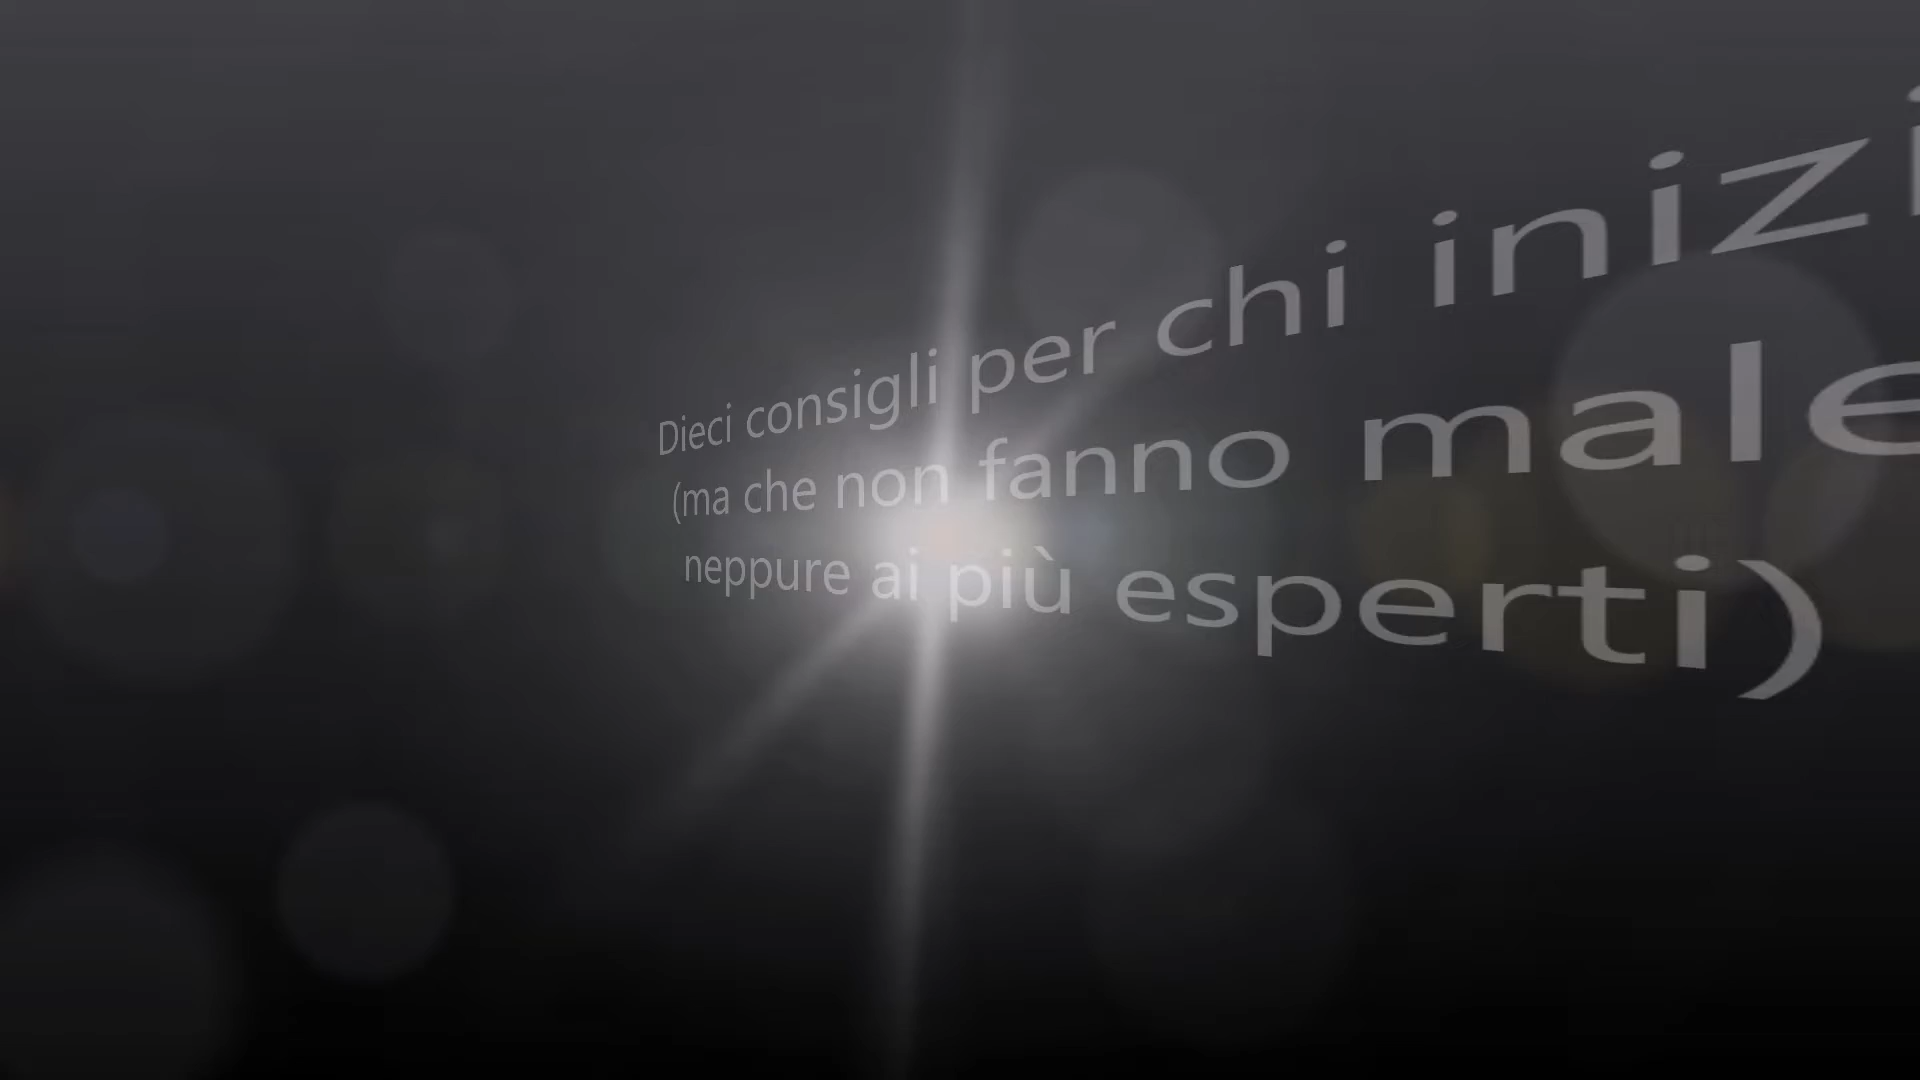 Dieci consigli per chi inizi
(ma che non fanno male
neppure ai più esperti)